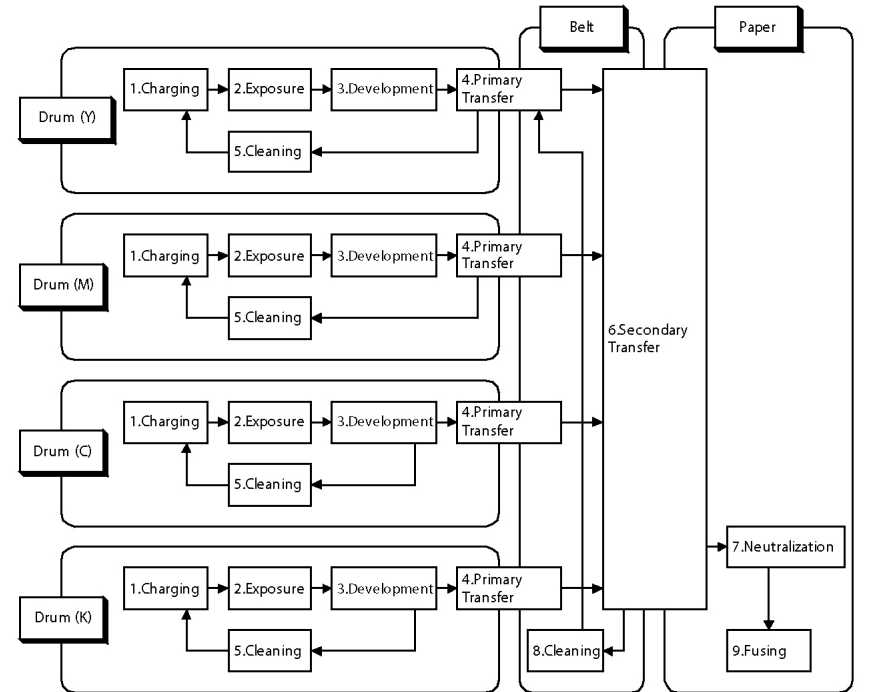 Belt
Paper
Drum (Y)
1.Charging
2.Exposure
3.Development
4.Primary
Transfer
5.Cleaning
Drum (M)
1.Charging
2.Exposure
3.Development
4.Primary
Transfer
5.Cleaning
6.Secondary
Transfer
Drum (C)
1.Charging
2.Exposure
3.Development
4.Primary
Transfer
5.Cleaning
Drum (K)
1.Charging
2.Exposure
3.Development
4.Primary
Transfer
5.Cleaning
7.Neutralization
8.Cleaning
9.Fusing